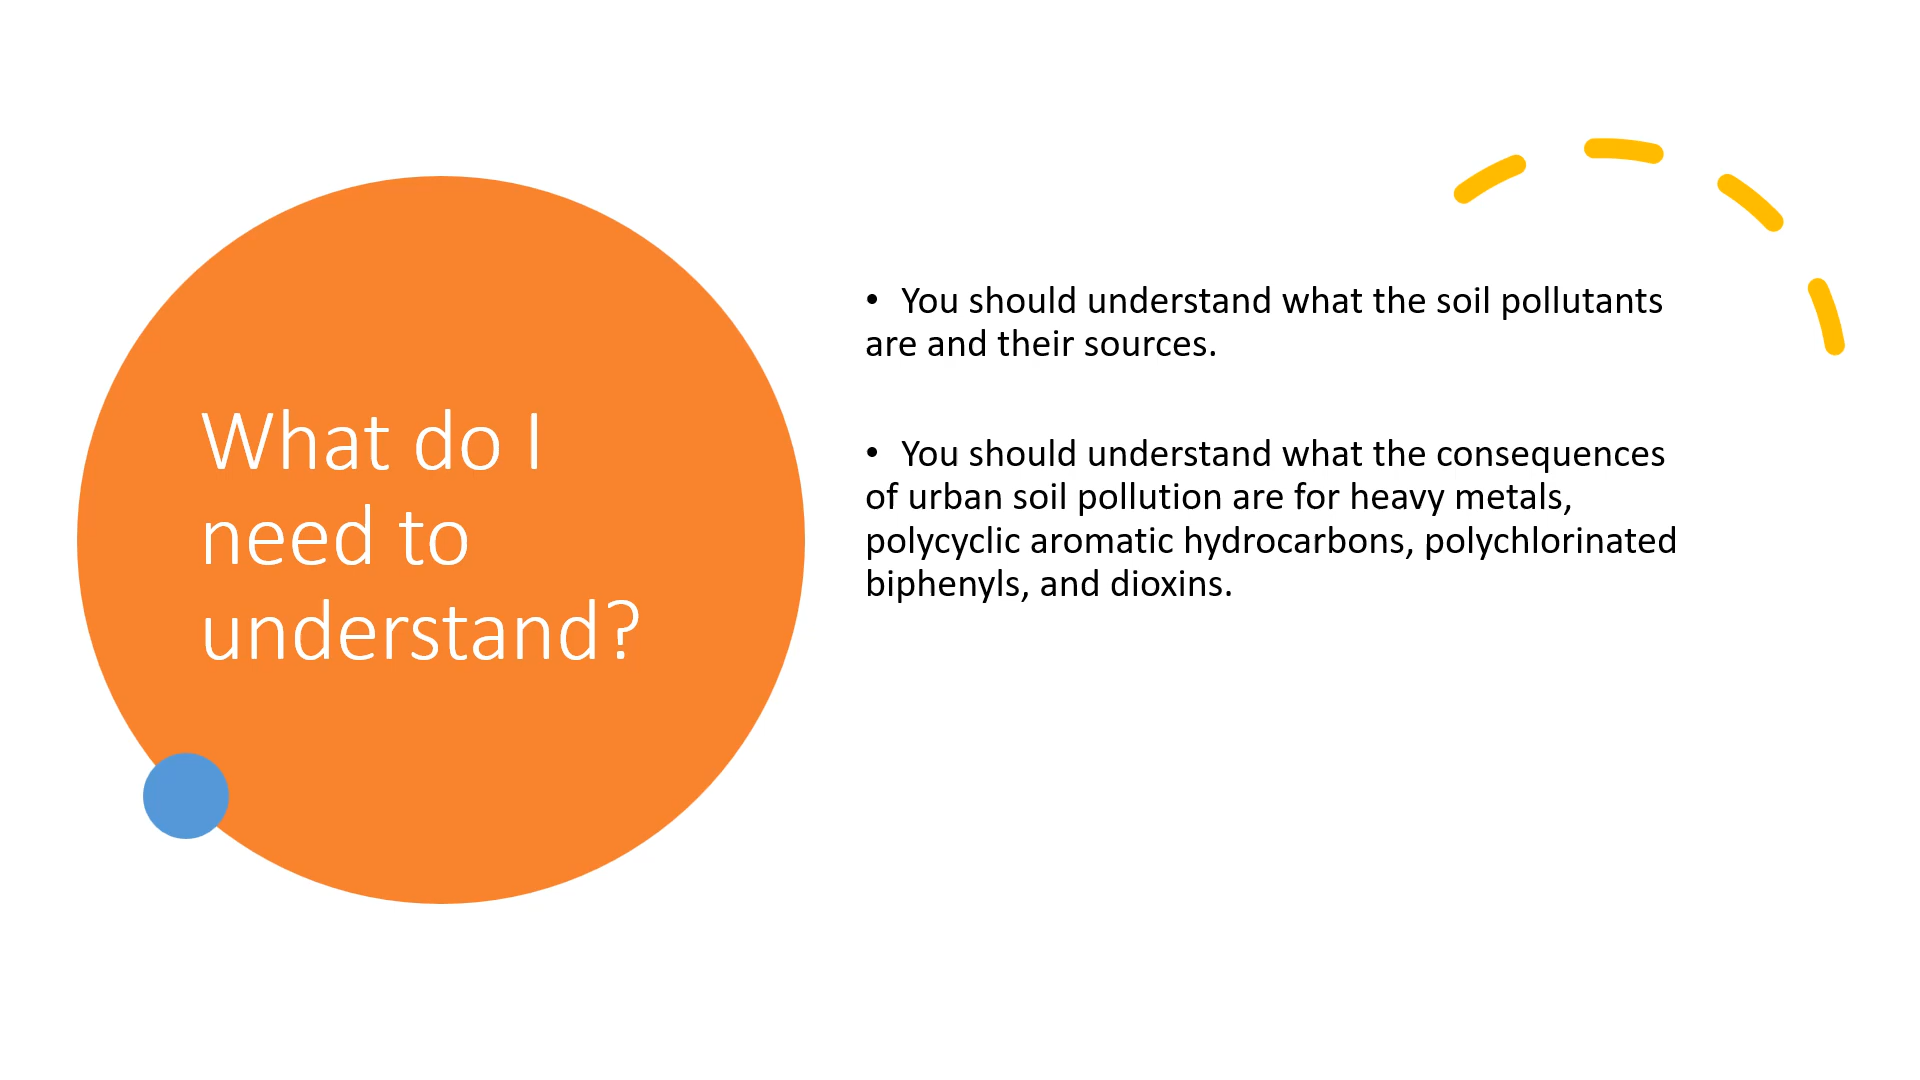 What do I
need to
understand?
• You should understand what the soil pollutants
are and their sources.
• You should understand what the consequences
of urban soil pollution are for heavy metals,
polycyclic aromatic hydrocarbons, polychlorinated
biphenyls, and dioxins.